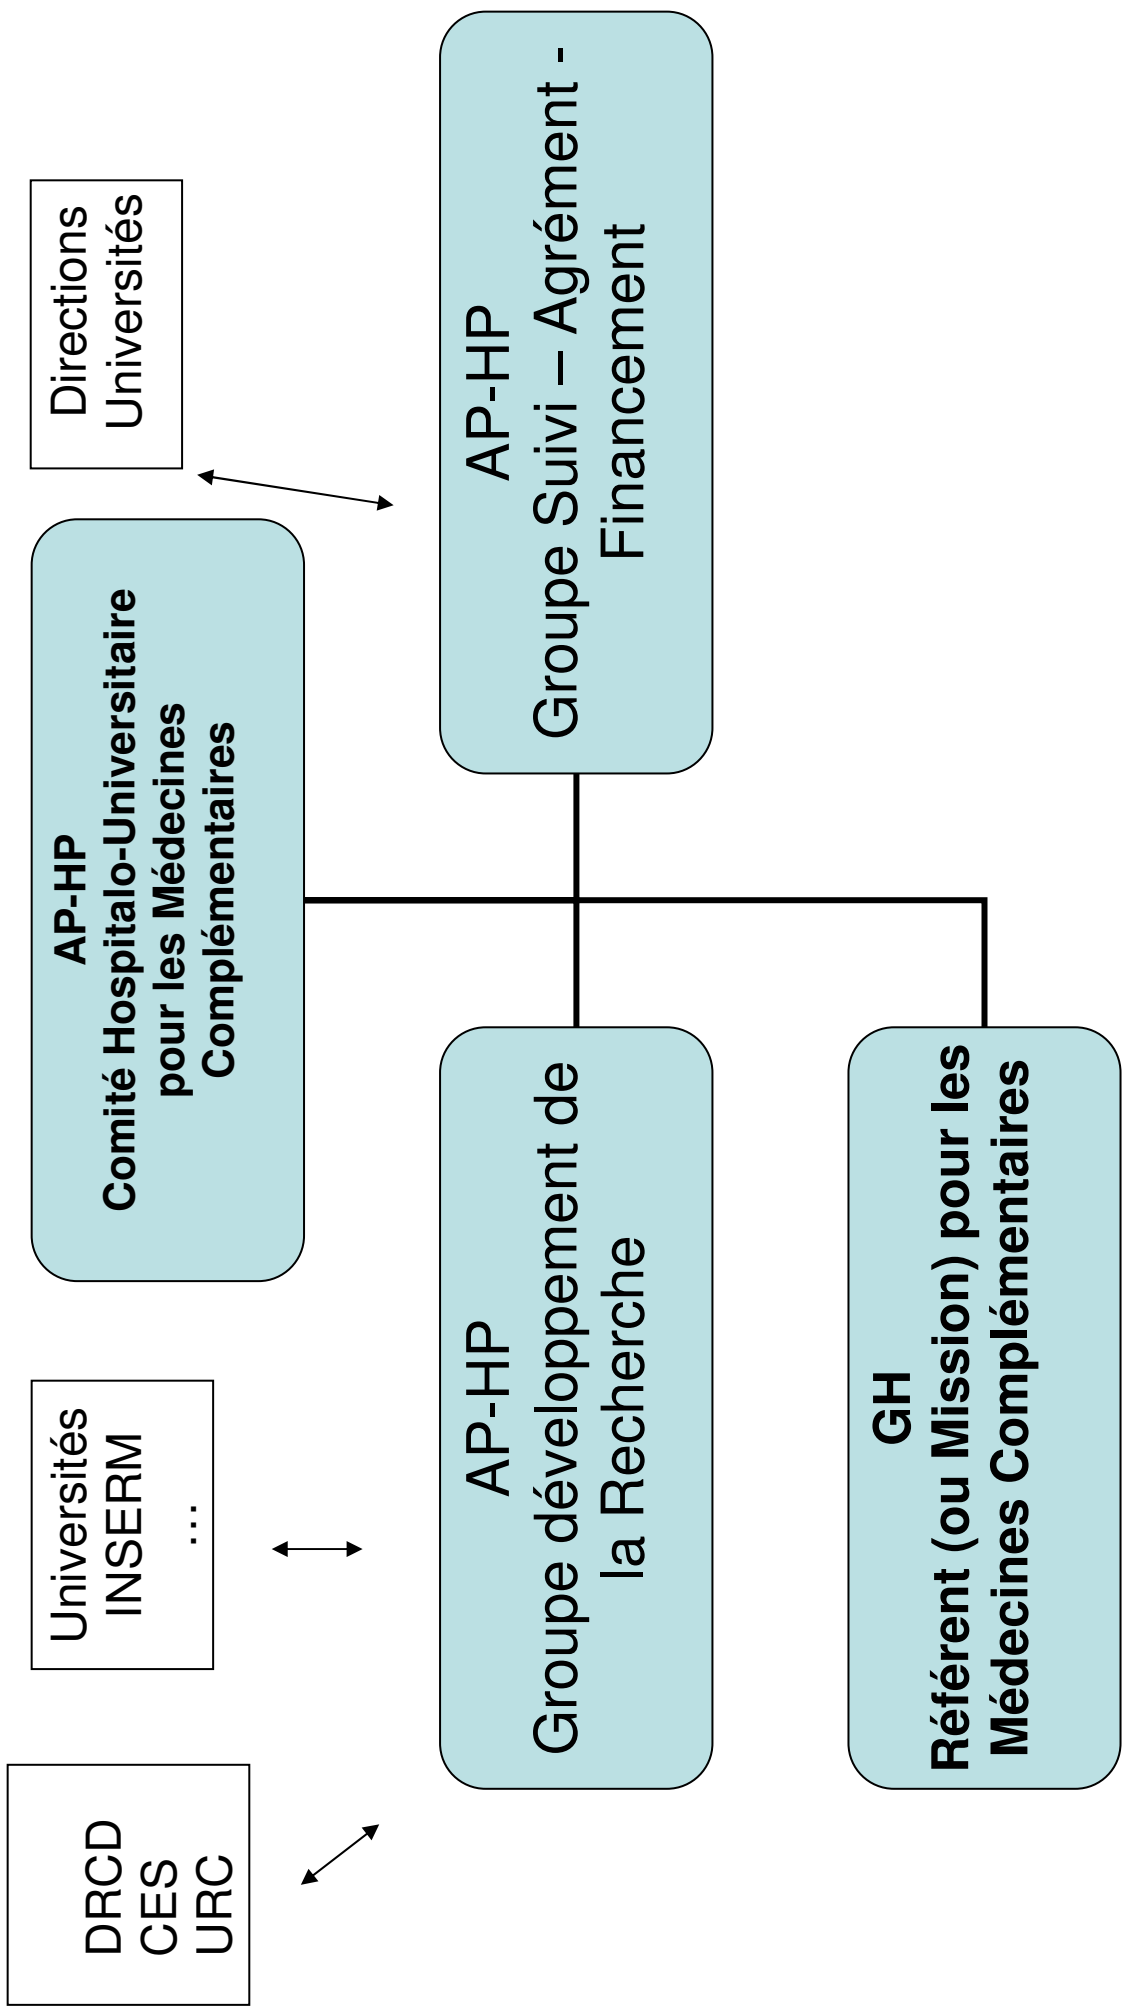 DRCD
CES
URC
Universités
INSERM
…
AP-HP
Comité Hospitalo-Universitaire
pour les Médecines
Complémentaires
Directions
Universités
AP-HP
Groupe développement de
la Recherche
AP-HP
Groupe Suivi – Agrément -
Financement
GH
Référent (ou Mission) pour les
Médecines Complémentaires